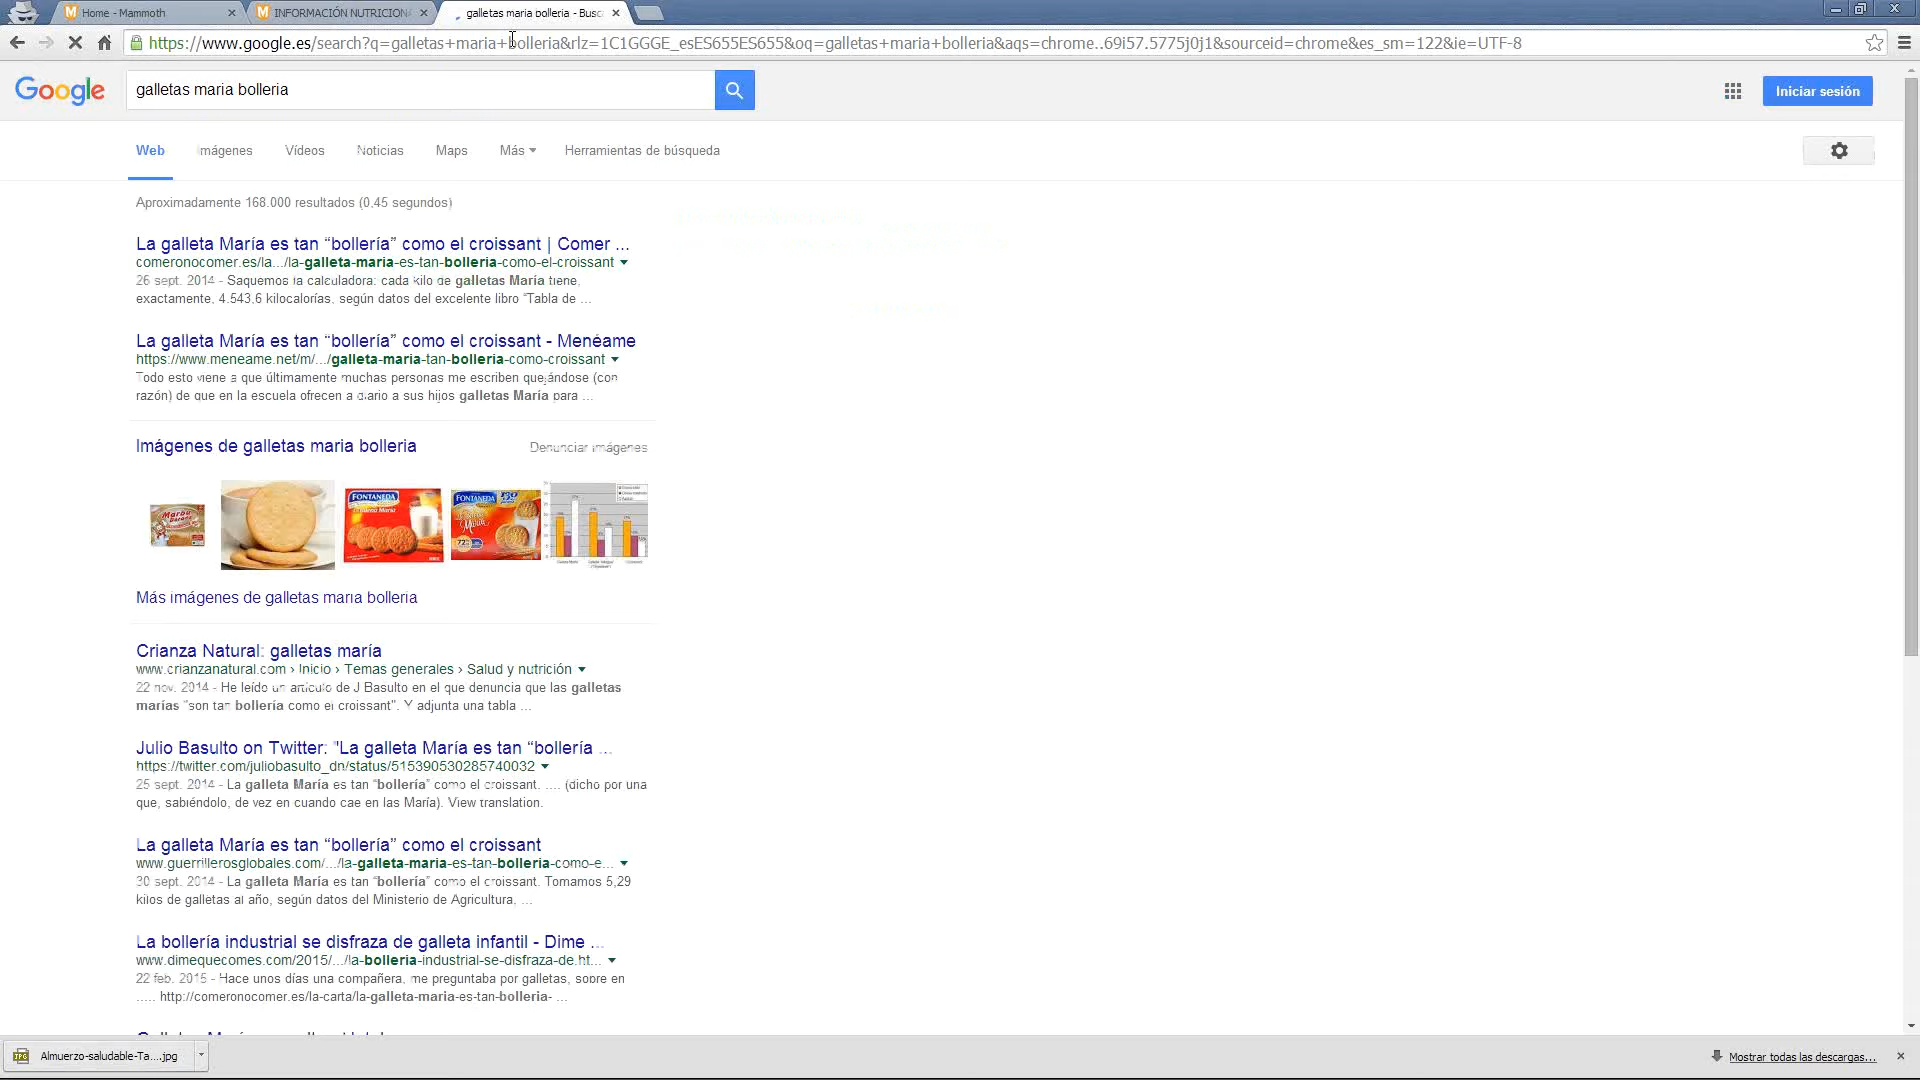 Home - Mammoth
INFORMACIÓN NUTRICION
galletas maria bolleria - Busc
https://www.google.es/search?q=galletas+maria+bolleria&rlz=1C1GGGE_esES655ES655&oq=galletas+maria+bolleria&aqs=chrome..69i57.5775j0j1&sourceid=chrome&es_sm=122&ie=UTF-8
Google
galletas maria bolleria
Iniciar sesión
Web Imágenes Vídeos Noticias Maps Más Herramientas de búsqueda
Aproximadamente 168.000 resultados (0,45 segundos)
La galleta María es tan “bollería” como el croissant | Comer ...
comeronocomer.es/la.../la-galleta-maria-es-tan-bolleria-como-el-croissant
26 sept. 2014 - Saquemos la calculadora: cada kilo de galletas María tiene,
exactamente, 4.543,6 kilocalorías, según datos del excelente libro “Tabla de ...
La galleta María es tan “bollería” como el croissant - Menéame
https://www.meneame.net/m/.../galleta-maria-tan-bolleria-como-croissant
Todo esto viene a que últimamente muchas personas me escriben quejándose (con
razón) de que en la escuela ofrecen a diario a sus hijos galletas María para ...
Imágenes de galletas maria bolleria
Denunciar imágenes
Marbú
Dorada
FONTANEDA
FONTANEDA
María
Más imágenes de galletas maria bolleria
Crianza Natural: galletas maría
www.crianzanatural.com › Inicio › Temas generales › Salud y nutrición
22 nov. 2014 - He leído un artículo de J Basulto en el que denuncia que las galletas
marías "son tan bollería como el croissant". Y adjunta una tabla ...
Julio Basulto on Twitter: "La galleta María es tan “bollería ...
https://twitter.com/juliobasulto_dn/status/515390530285740032
25 sept. 2014 - La galleta María es tan “bollería” como el croissant. .... (dicho por una
que, sabiéndolo, de vez en cuando cae en las María). View translation.
La galleta María es tan “bollería” como el croissant
www.guerrillerosglobales.com/.../la-galleta-maria-es-tan-bolleria-como-e...
30 sept. 2014 - La galleta María es tan “bollería” como el croissant. Tomamos 5,29
kilos de galletas al año, según datos del Ministerio de Agricultura, ...
La bollería industrial se disfraza de galleta infantil - Dime ...
www.dimequecomes.com/2015/.../la-bolleria-industrial-se-disfraza-de.ht...
22 feb. 2015 - Hace unos días una compañera, me preguntaba por galletas, sobre en
..... http://comeronocomer.es/la-carta/la-galleta-maria-es-tan-bolleria- ...
Almuerzo-saludable-Ta....jpg
Mostrar todas las descargas...